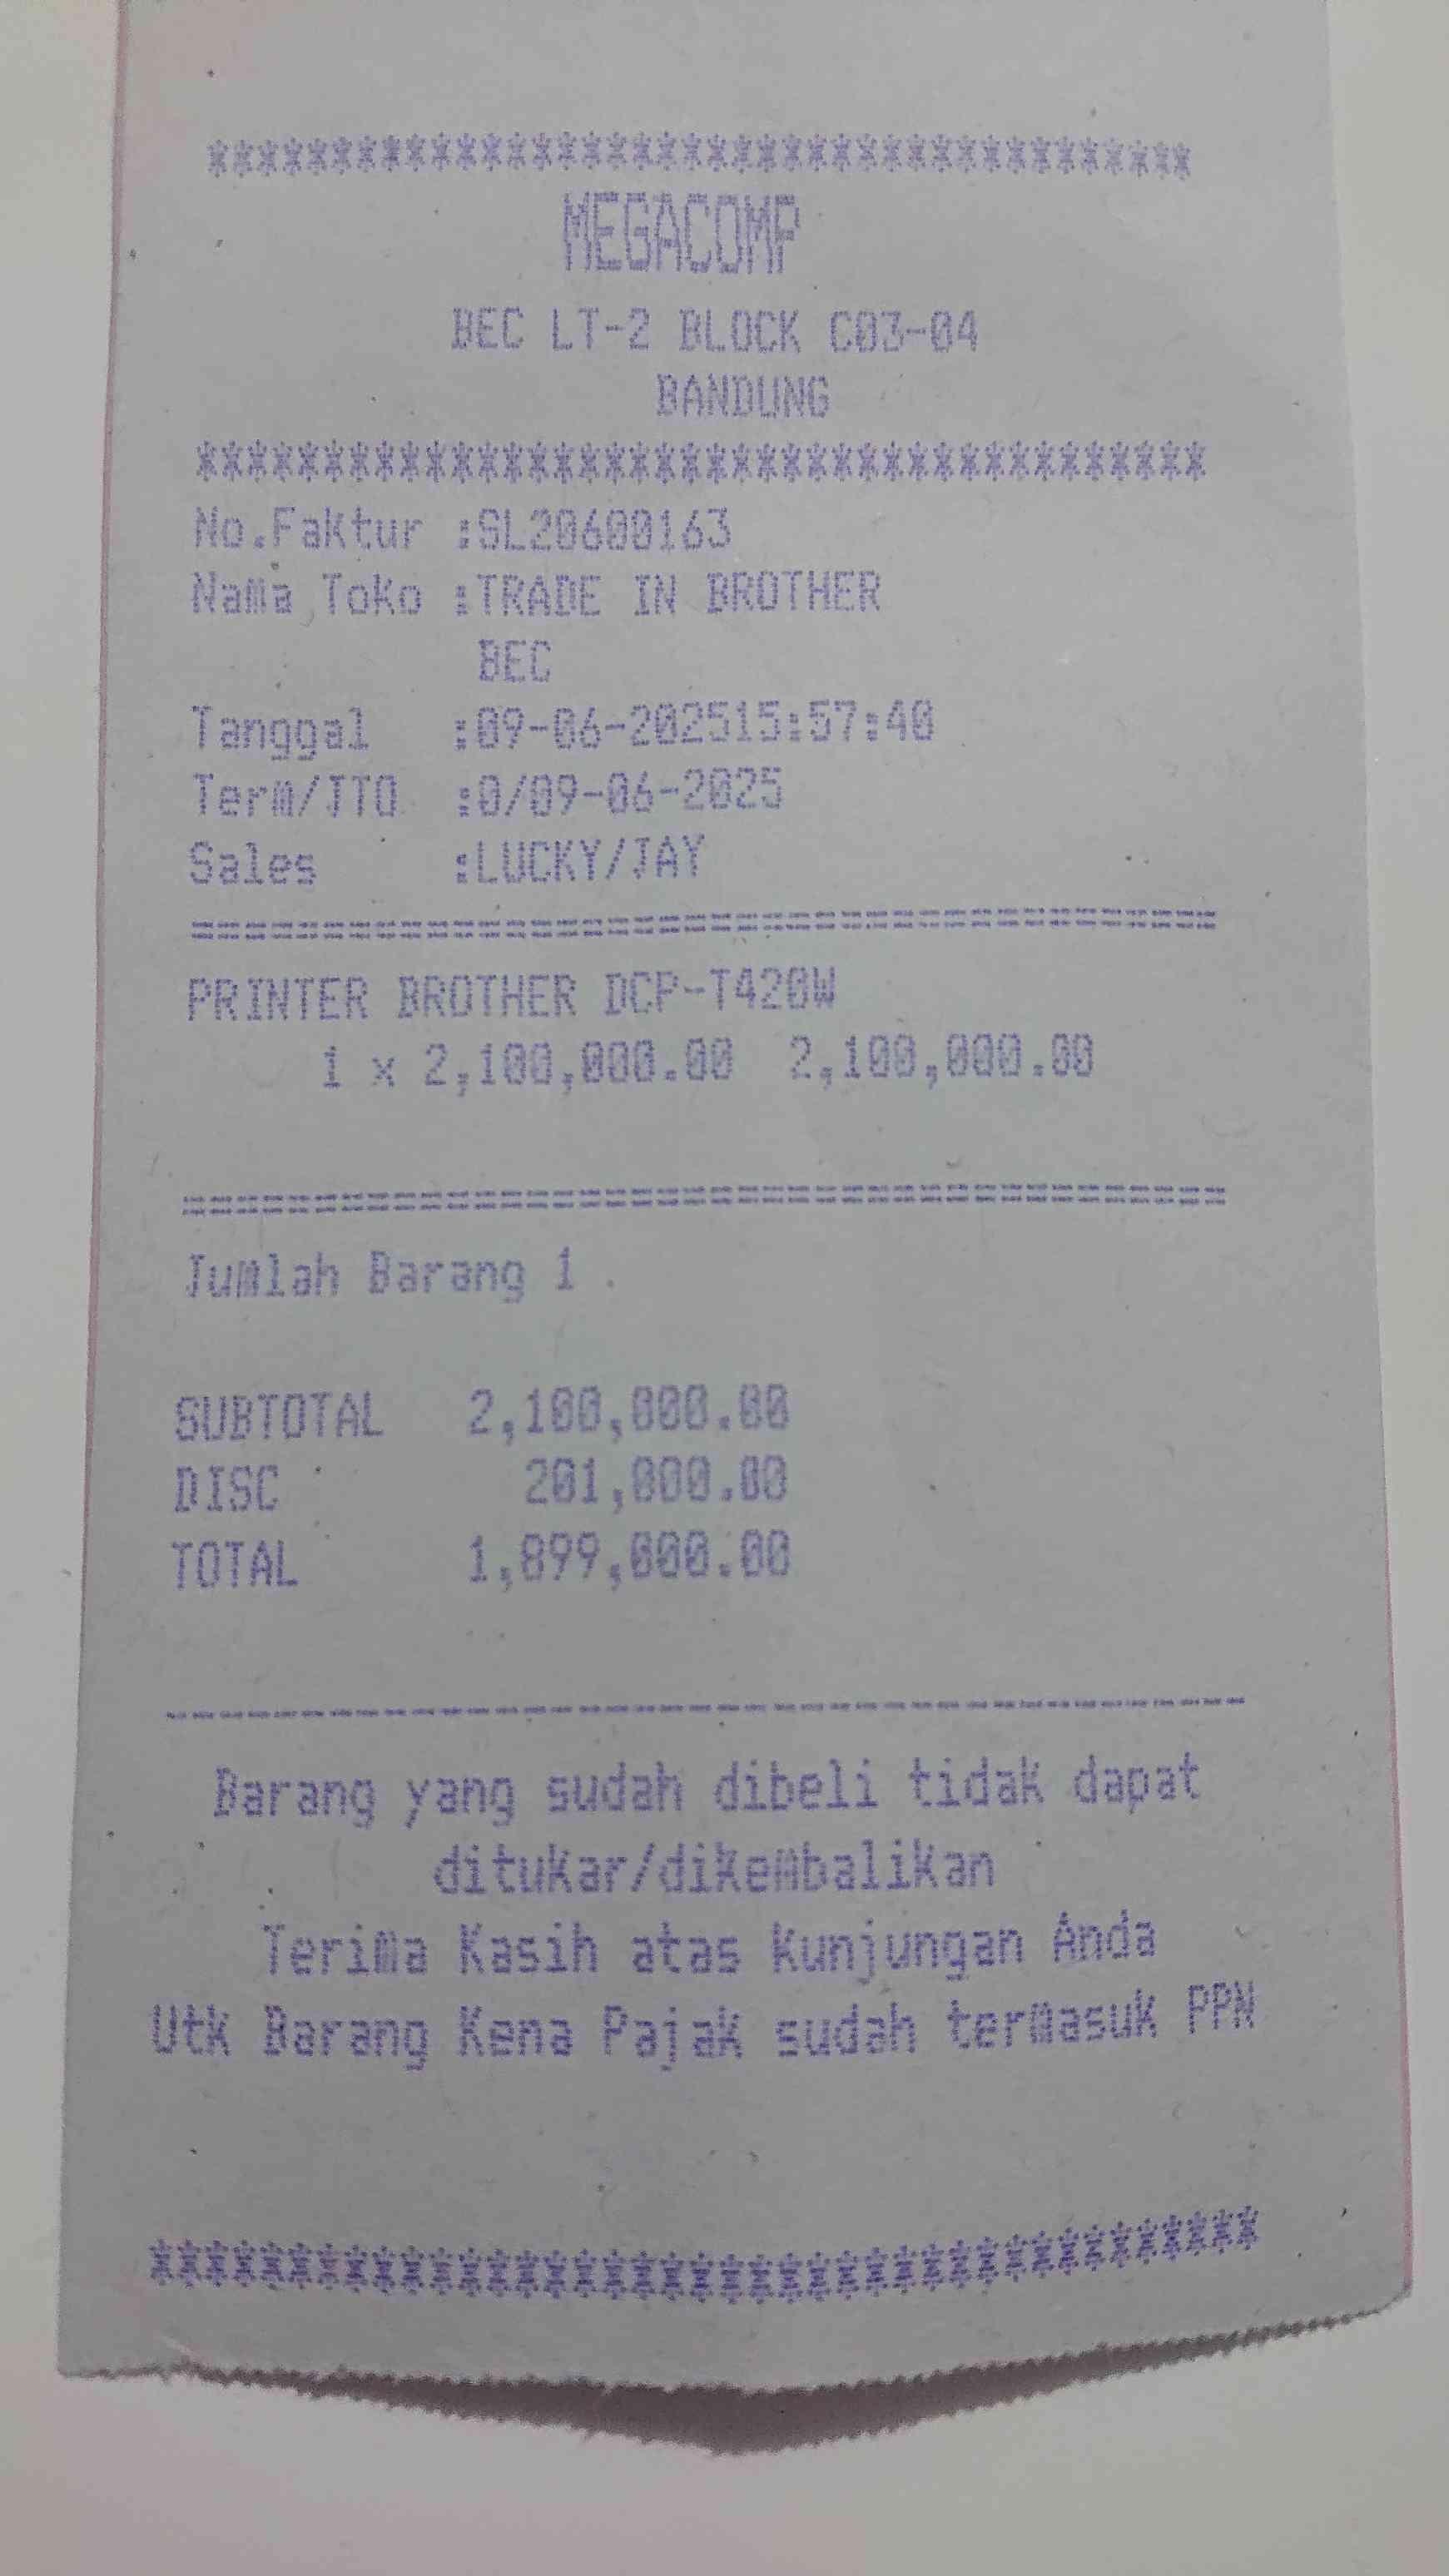 ***************************************
MEGACOMP
BEC LT-2 BLOCK C03-04
BANDUNG
****************************************
No.Faktur :SL20600163
Nama Toko :TRADE IN BROTHER
BEC
Tanggal :09-06-202515:57:40
Term/JTO :0/09-06-2025
Sales :LUCKY/JAY
========================================
PRINTER BROTHER DCP-T420W
1 x 2,100,000.00 2,100,000.00
========================================
Jumlah Barang 1
SUBTOTAL 2,100,000.00
DISC 201,000.00
TOTAL 1,899,000.00
----------------------------------------
Barang yang sudah dibeli tidak dapat
ditukar/dikembalikan
Terima Kasih atas Kunjungan Anda
Utk Barang Kena Pajak sudah termasuk PPN
***************************************